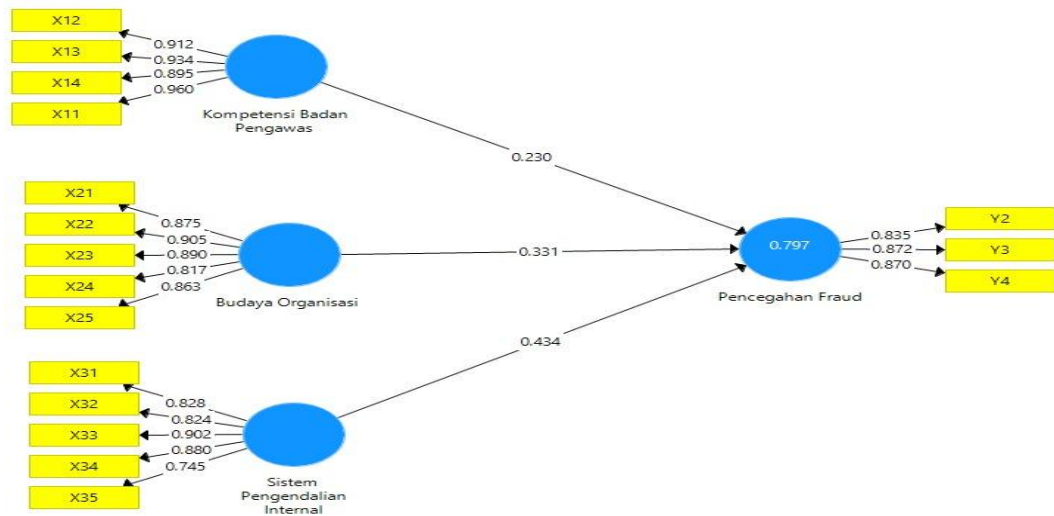 X12
X13
X14
X11
0.912
0.934
0.895
0.960
Kompetensi Badan
Pengawas
0.230
X21
X22
X23
X24
X25
0.875
0.905
0.890
0.817
0.863
Budaya Organisasi
0.331
X31
X32
X33
X34
X35
0.828
0.824
0.902
0.880
0.745
Sistem
Pengendalian
Internal
0.434
0.797
Pencegahan Fraud
0.835
0.872
0.870
Y2
Y3
Y4